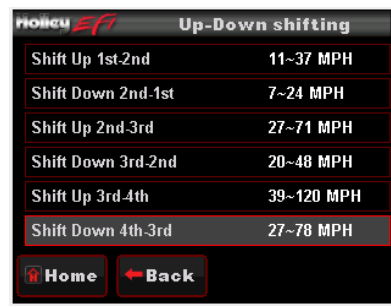 Holley EFI Up-Down shifting
Shift Up 1st-2nd 11~37 MPH
Shift Down 2nd-1st 7~24 MPH
Shift Up 2nd-3rd 27~71 MPH
Shift Down 3rd-2nd 20~48 MPH
Shift Up 3rd-4th 39~120 MPH
Shift Down 4th-3rd 27~78 MPH
Home Back